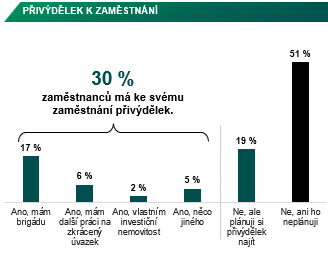 PŘIVÝDĚLEK K ZAMĚSTNÁNÍ
30 %
zaměstnanců má ke svému
zaměstnání přivýdělek.
17 %
6 %
2 %
5 %
19 %
51 %
Ano, mám
brigádu
Ano, mám
další práci na
zkrácený
úvazek
Ano, vlastním
investiční
nemovitost
Ano, něco
jiného
Ne, ale
plánuji si
přivýdělek
najít
Ne, ani ho
neplánuji